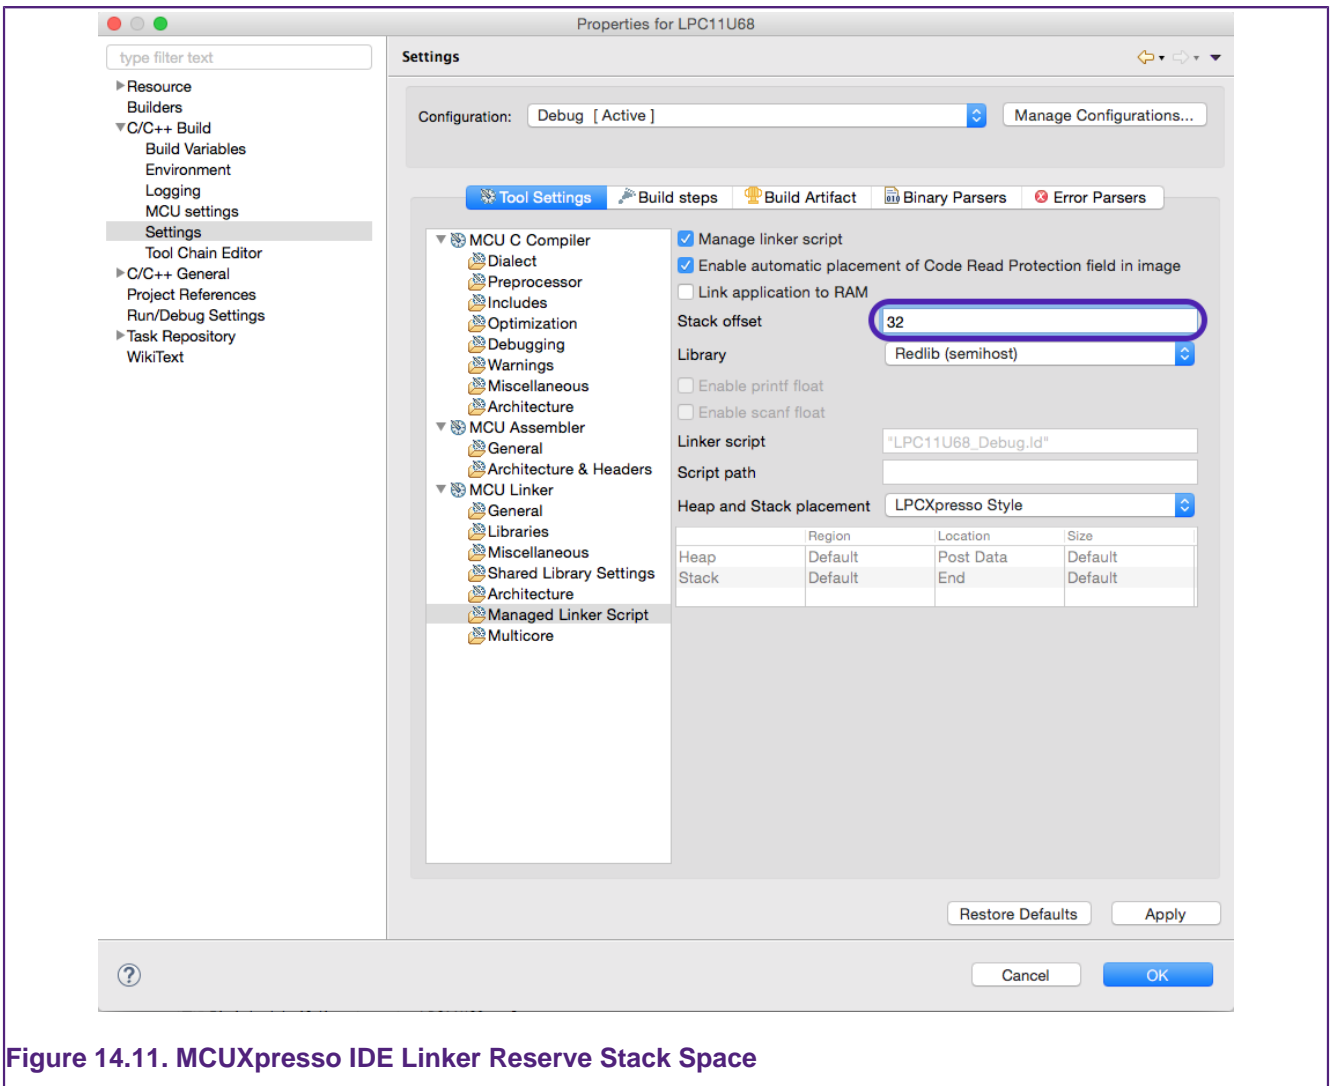 Properties for LPC11U68
type filter text
Resource
Builders
C/C++ Build
Build Variables
Environment
Logging
MCU settings
Settings
Tool Chain Editor
C/C++ General
Project References
Run/Debug Settings
Task Repository
WikiText
Settings
Configuration: Debug [ Active ] Manage Configurations...
Tool Settings Build steps Build Artifact Binary Parsers Error Parsers
MCU C Compiler
Dialect
Preprocessor
Includes
Optimization
Debugging
Warnings
Miscellaneous
Architecture
MCU Assembler
General
Architecture & Headers
MCU Linker
General
Libraries
Miscellaneous
Shared Library Settings
Architecture
Managed Linker Script
Multicore
Manage linker script
Enable automatic placement of Code Read Protection field in image
Link application to RAM
Stack offset 32
Library Redlib (semihost)
Enable printf float
Enable scanf float
Linker script "LPC11U68_Debug.ld"
Script path
Heap and Stack placement LPCXpresso Style
Region Location Size
Heap Default Post Data Default
Stack Default End Default
Restore Defaults Apply
? Cancel OK
Figure 14.11. MCUXpresso IDE Linker Reserve Stack Space